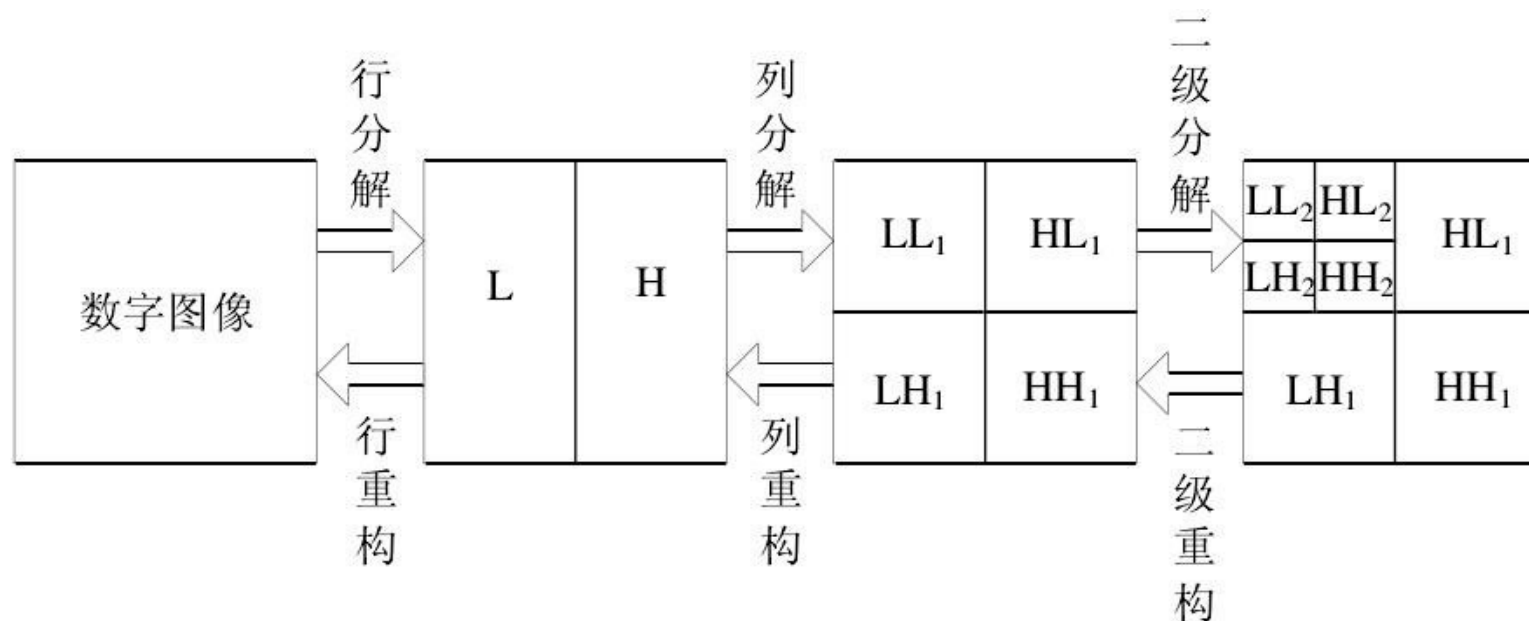 行分解
列分解
二级分解
数字图像
L
H
LL₁
HL₁
LH₁
HH₁
LL₂
HL₂
LH₂
HH₂
HL₁
LH₁
HH₁
行重构
列重构
二级重构